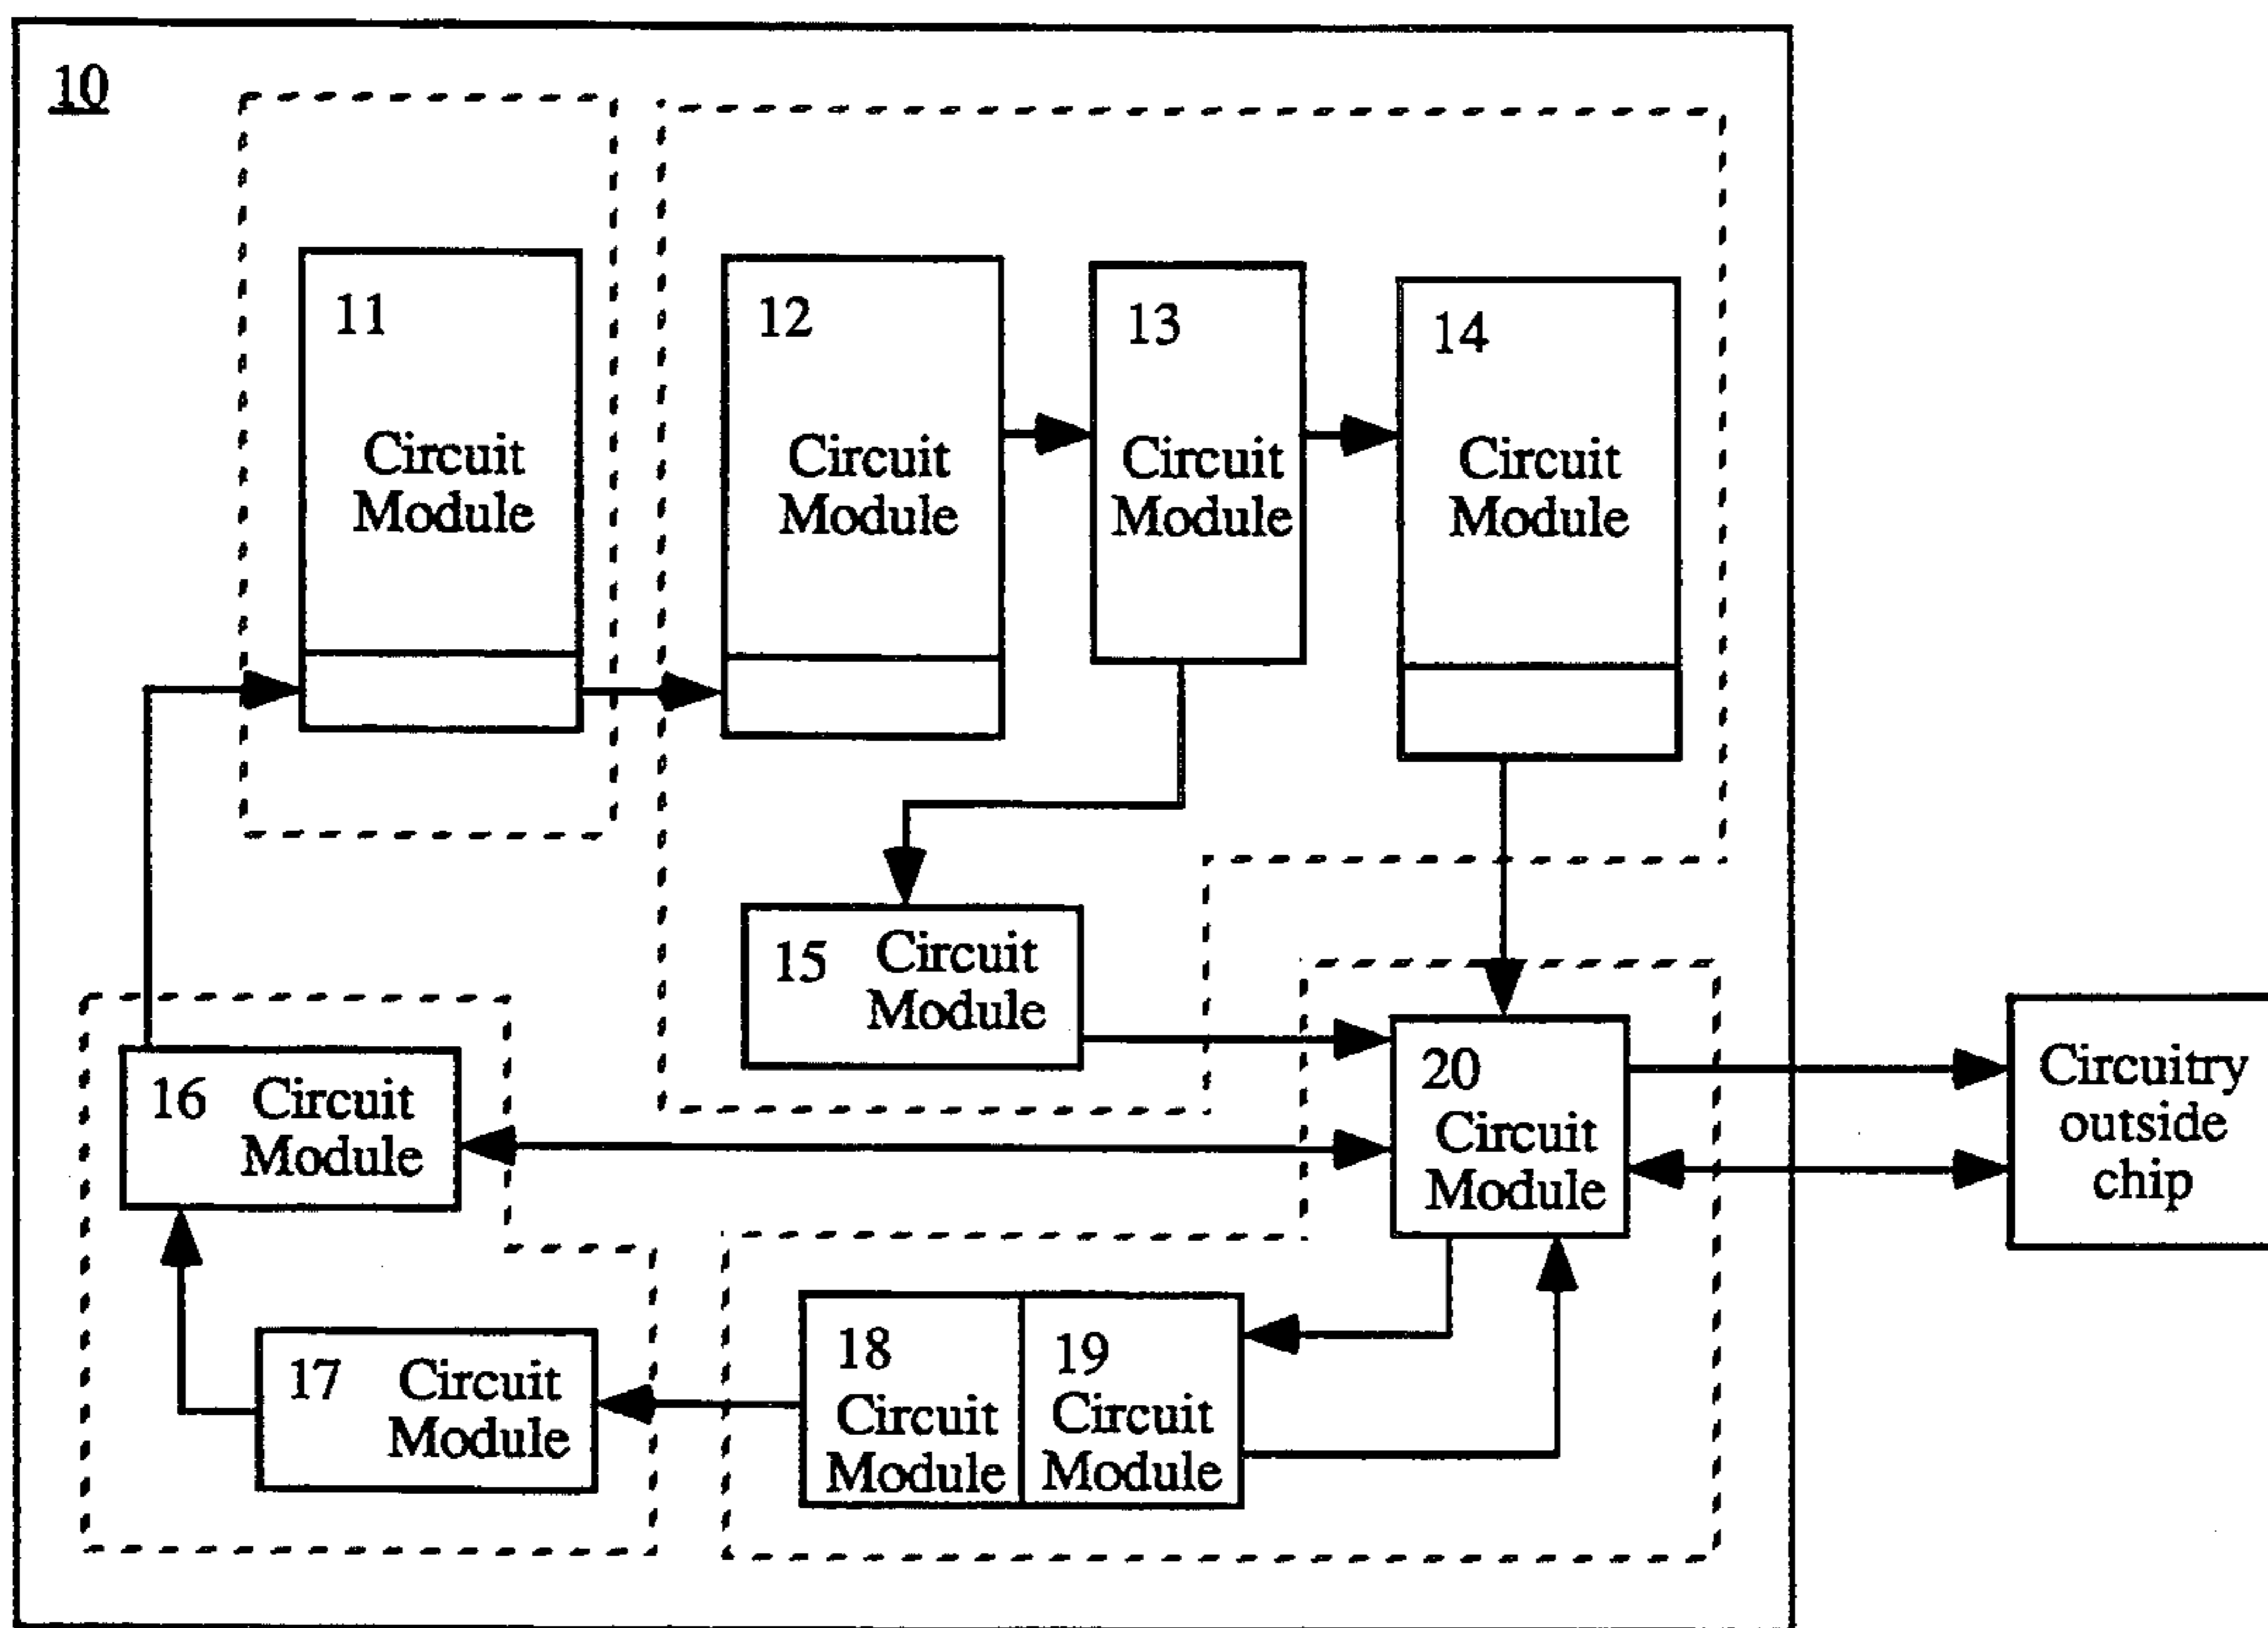 10
11
Circuit
Module
12
Circuit
Module
13
Circuit
Module
14
Circuit
Module
15
Circuit
Module
16
Circuit
Module
20
Circuit
Module
Circuitry
outside
chip
17
Circuit
Module
18
Circuit
Module
19
Circuit
Module